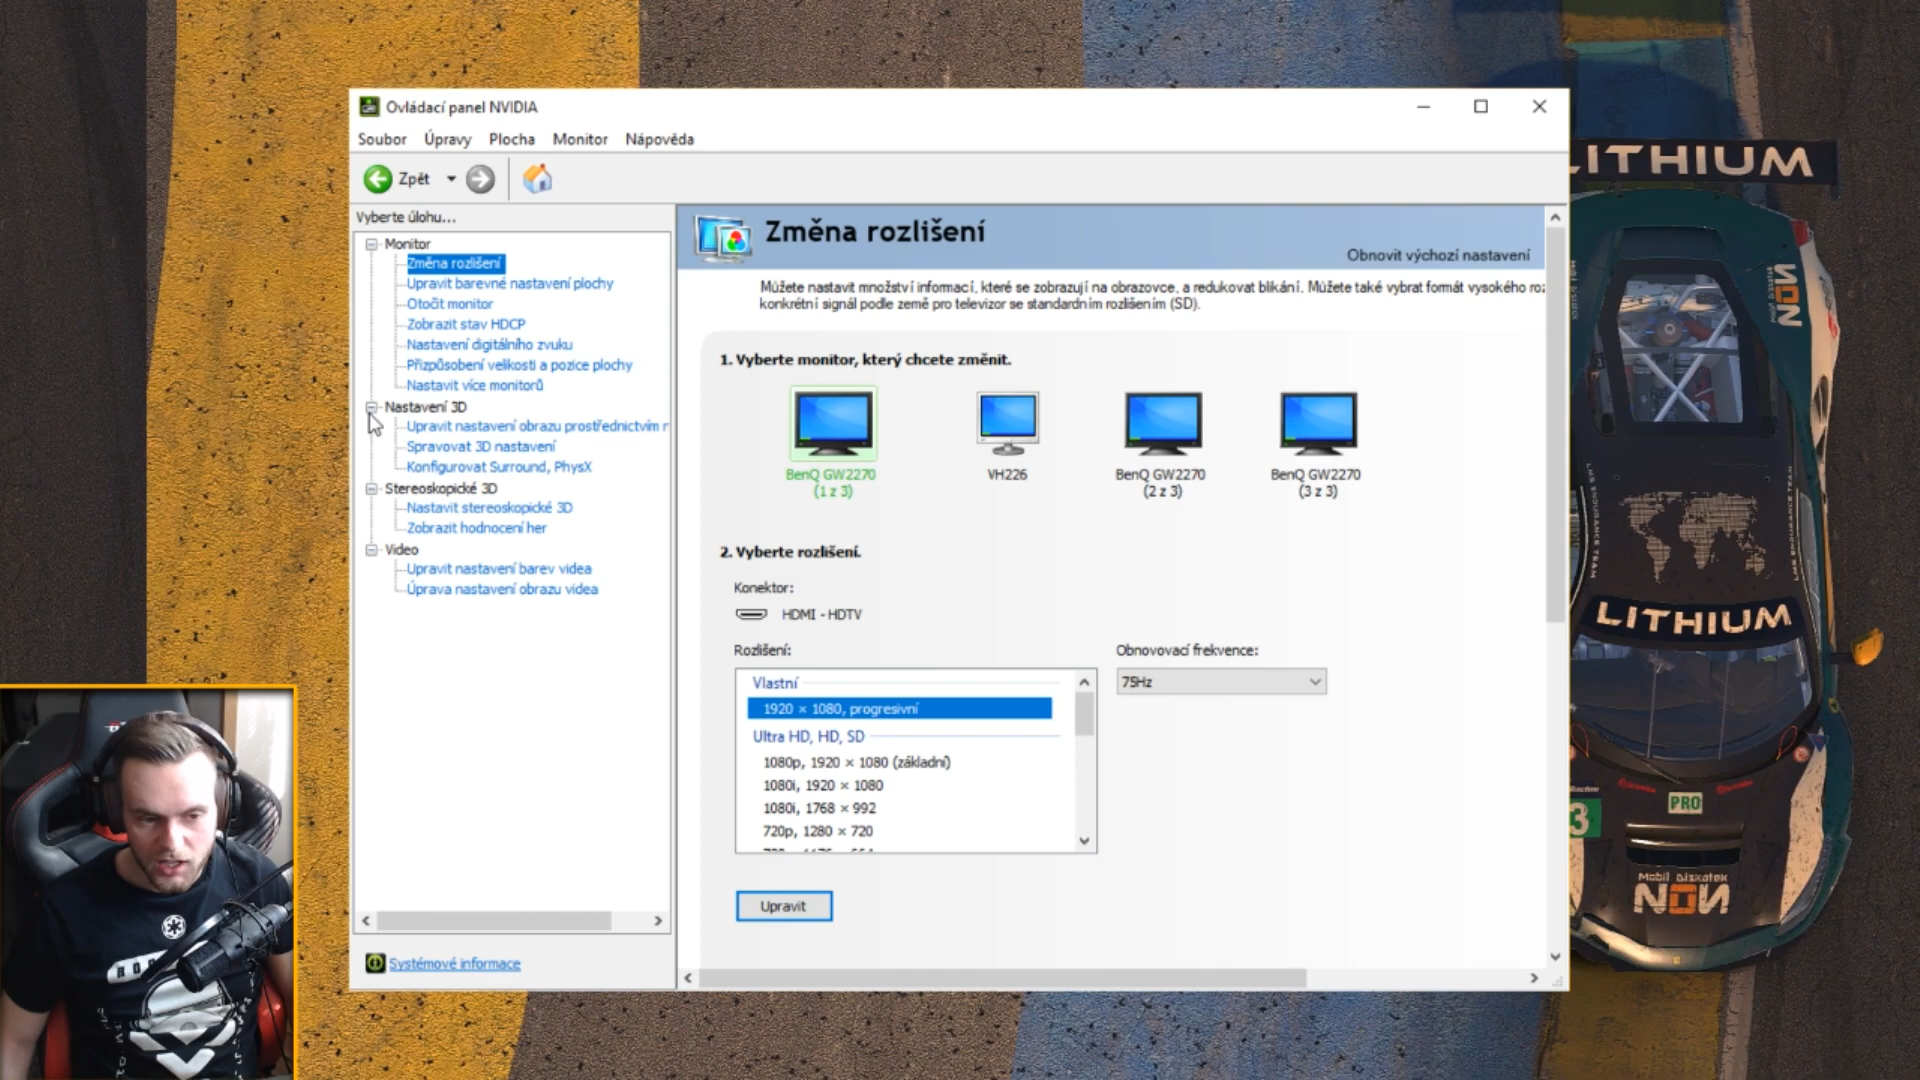 Ovládací panel NVIDIA
Soubor Úpravy Plocha Monitor Nápověda
Zpět
Vyberte úlohu...
Monitor
Změna rozlišení
Upravit barevné nastavení plochy
Otočit monitor
Zobrazit stav HDCP
Nastavení digitálního zvuku
Přizpůsobení velikosti a pozice plochy
Nastavit více monitorů
Nastavení 3D
Upravit nastavení obrazu prostřednictvím
Spravovat 3D nastavení
Konfigurovat Surround, PhysX
Stereoskopické 3D
Nastavit stereoskopické 3D
Zobrazit hodnocení her
Video
Upravit nastavení barev videa
Úprava nastavení obrazu videa
Systémové informace
Změna rozlišení
Obnovit výchozí nastavení
Můžete nastavit množství informací, které se zobrazují na obrazovce, a redukovat blikání. Můžete také vybrat formát vysokého
konkrétní signál podle země pro televizor se standardním rozlišením (SD).
1. Vyberte monitor, který chcete změnit.
BenQ GW2270
(1 z 3)
VH226
BenQ GW2270
(2 z 3)
BenQ GW2270
(3 z 3)
2. Vyberte rozlišení.
Konektor:
HDMI - HDTV
Rozlišení:
Vlastní
1920 × 1080, progresivní
Ultra HD, HD, SD
1080p, 1920 × 1080 (základní)
1080i, 1920 × 1080
1080i, 1768 × 992
720p, 1280 × 720
Obnovovací frekvence:
75Hz
Upravit
LITHIUM
NON
LITHIUM
PRO
3
NON